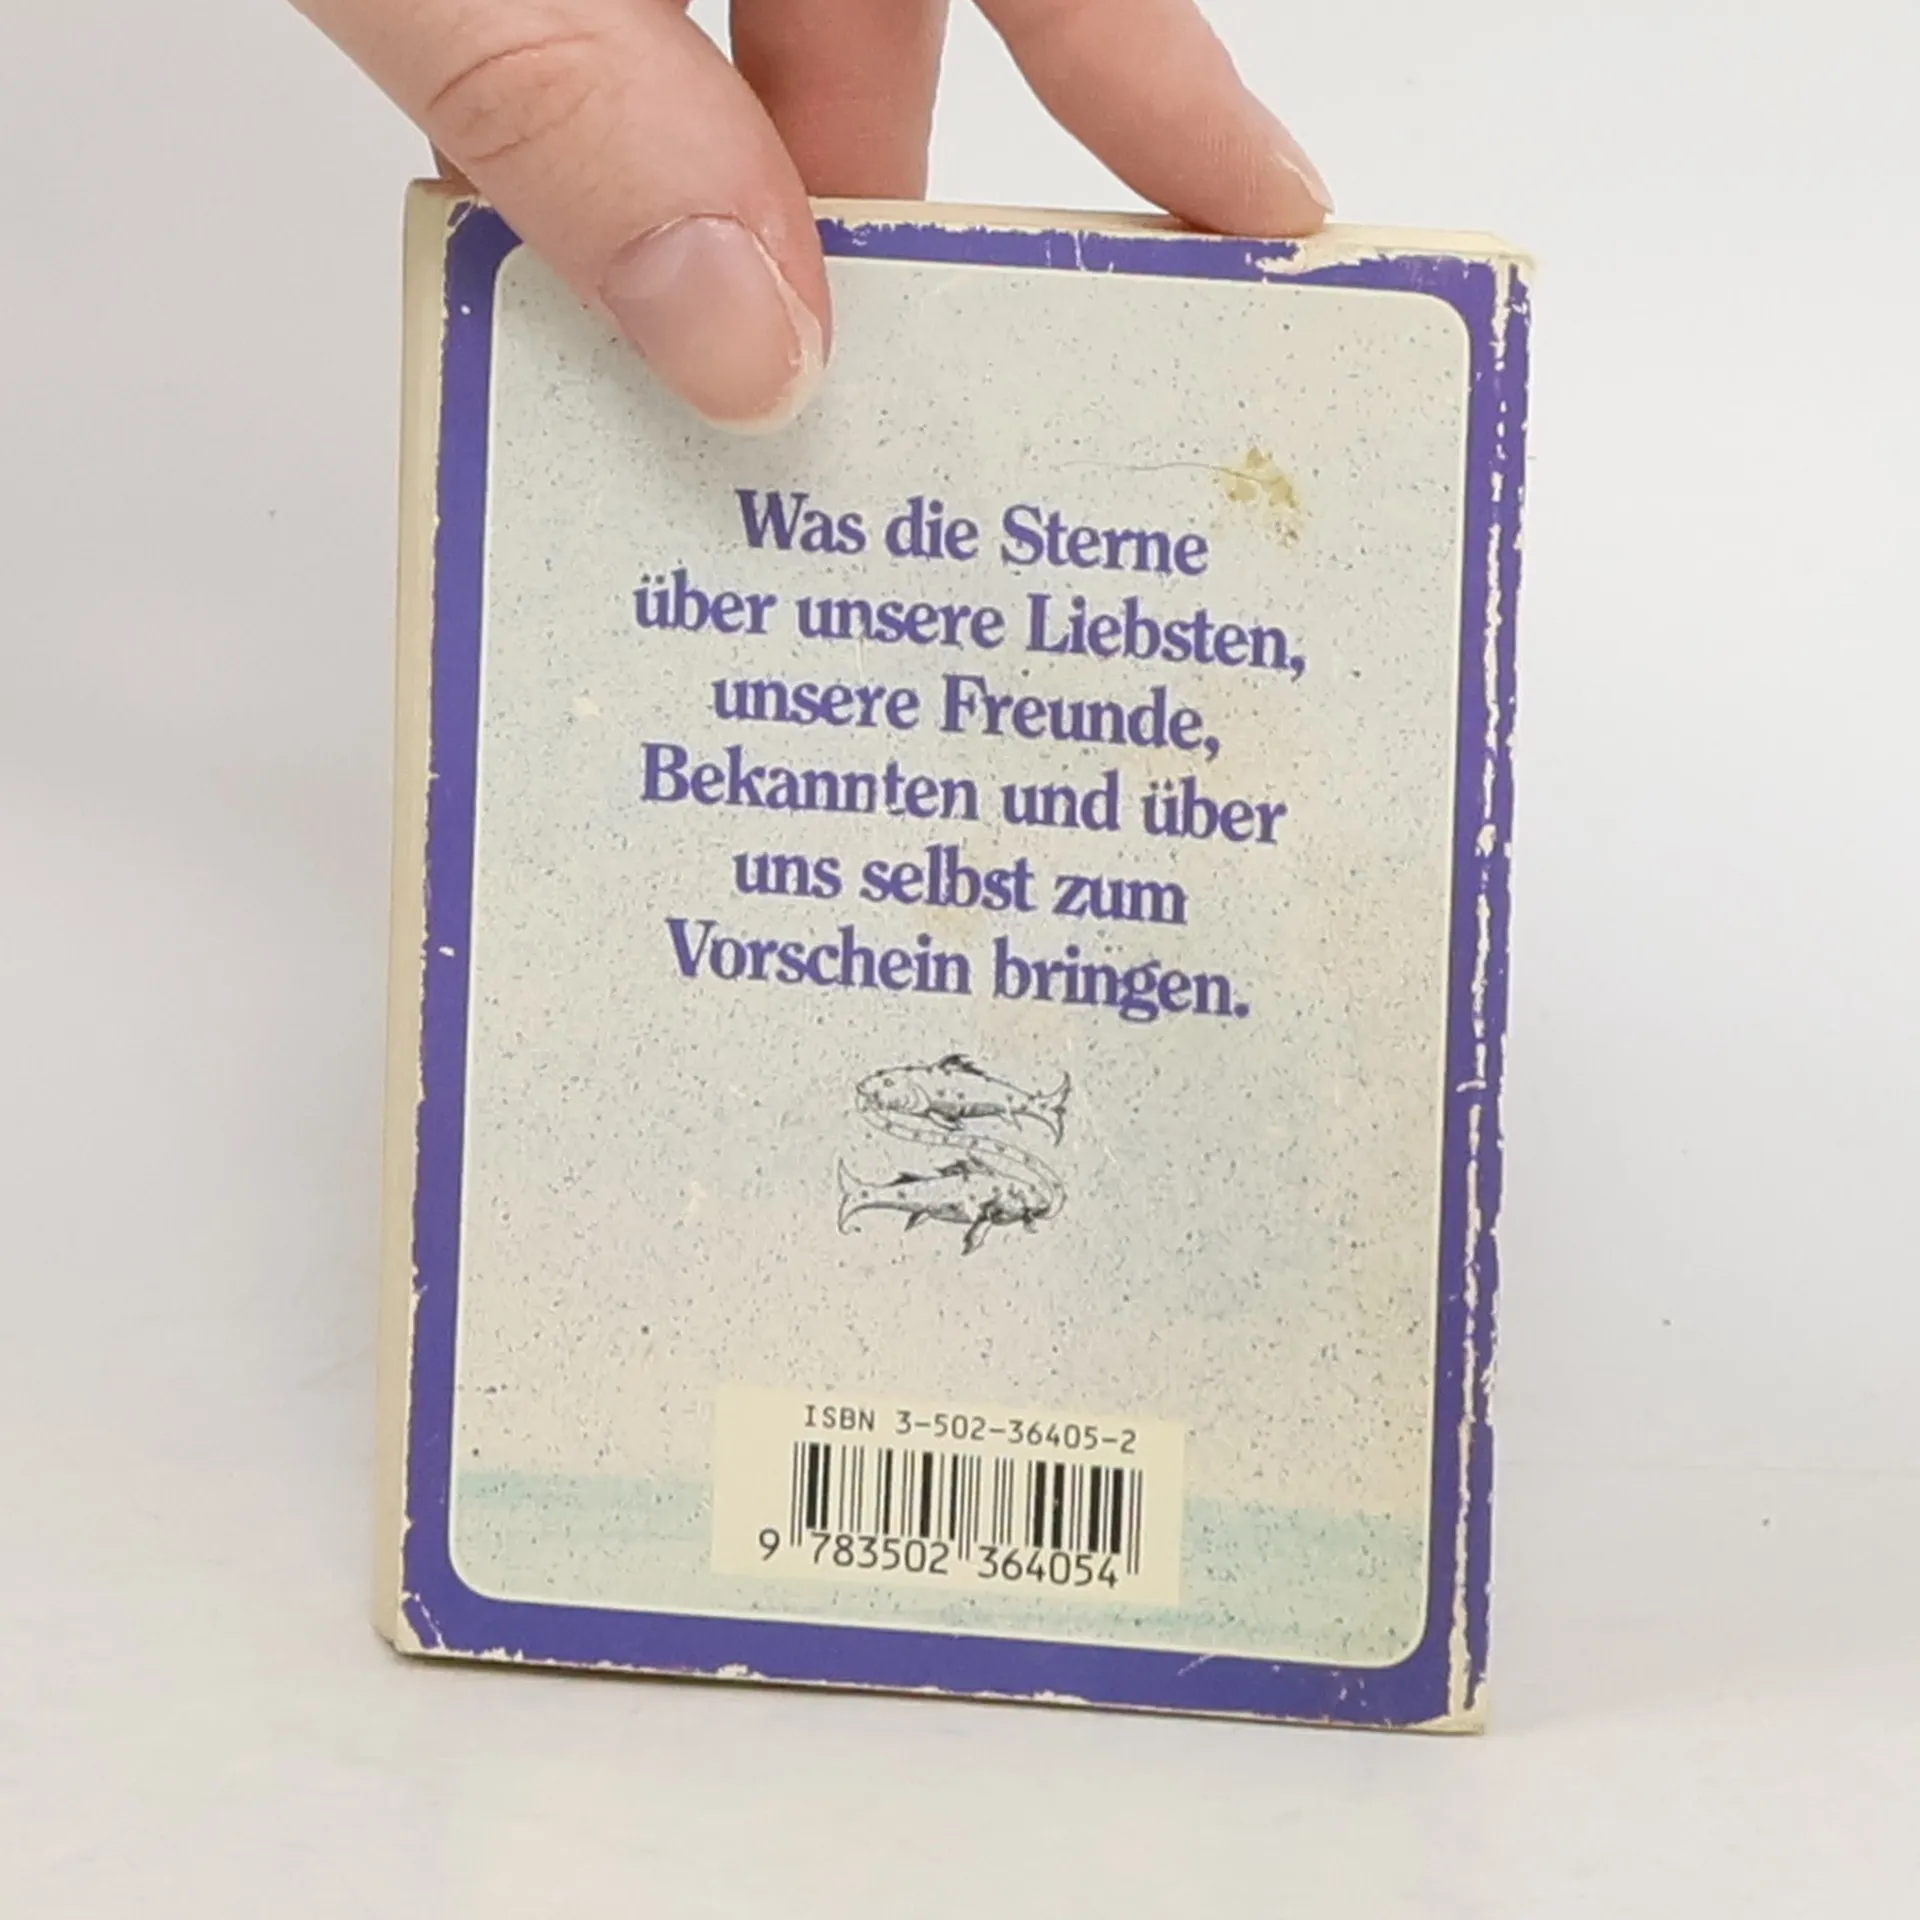 Was die Sterne
über unsere Liebsten,
unsere Freunde,
Bekannten und über
uns selbst zum
Vorschein bringen.
ISBN 3-502-36405-2
9 783502 364054